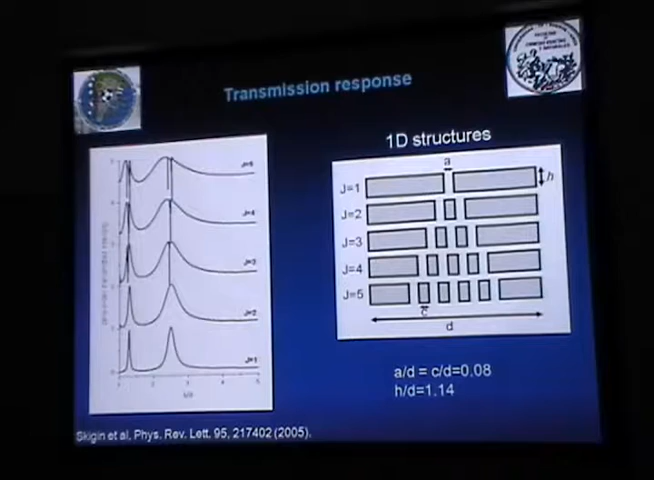 Transmission response
1D structures
J=5
J=4
J=3
J=2
J=1
a
J=1
h
J=2
J=3
J=4
J=5
c
d
a/d = c/d=0.08
h/d=1.14
Skigin et al, Phys. Rev. Lett. 95, 217402 (2005).